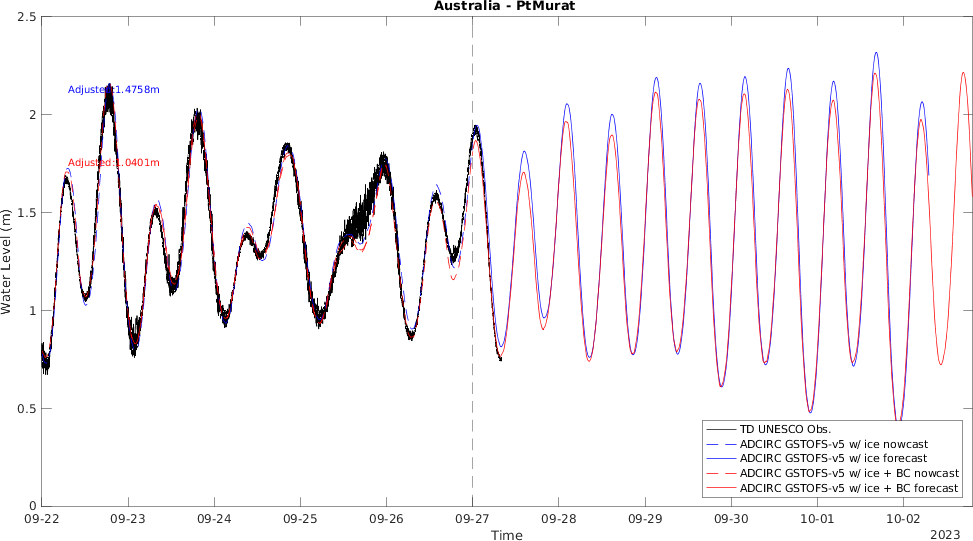 Australia - PtMurat
2.5
2
1.5
1
0.5
0
Water Level (m)
Adjusted:1.4758m
Adjusted:1.0401m
TD UNESCO Obs.
ADCIRC GSTOFS-v5 w/ ice nowcast
ADCIRC GSTOFS-v5 w/ ice forecast
ADCIRC GSTOFS-v5 w/ ice + BC nowcast
ADCIRC GSTOFS-v5 w/ ice + BC forecast
09-22 09-23 09-24 09-25 09-26 09-27 09-28 09-29 09-30 10-01 10-02
Time
2023